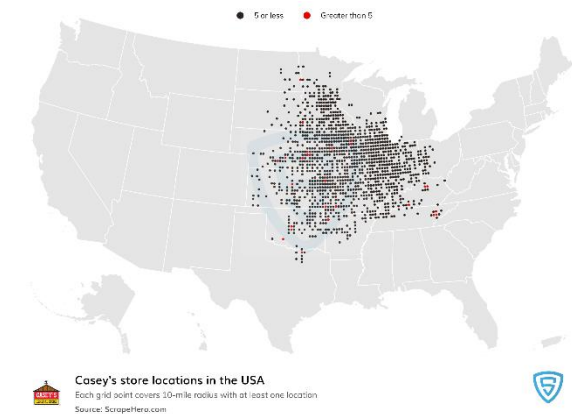 5 or less Greater than 5
CASEY'S
Casey's store locations in the USA
Each grid point covers 10-mile radius with at least one location
Source: ScrapeHero.com